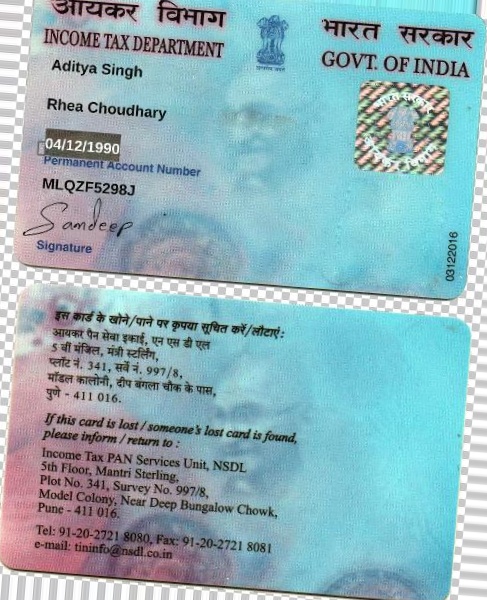 आयकर विभाग
भारत सरकार
INCOME TAX DEPARTMENT
GOVT. OF INDIA
Aditya Singh
Rhea Choudhary
04/12/1990
Permanent Account Number
MLQZF5298J
Sandeep
Signature
03122016
इस कार्ड के खोने/पाने पर कृपया सूचित करें/लौटाएं:
आयकर पैन सेवा इकाई, एन एस डी एल
5 वीं मंजिल, मंत्री स्टर्लिंग,
प्लॉट नं. 341, सर्वे नं. 997/8,
मॉडल कालोनी, दीप बंगला चौक के पास,
पुणे - 411 016.
If this card is lost / someone's lost card is found,
please inform / return to :
Income Tax PAN Services Unit, NSDL
5th Floor, Mantri Sterling,
Plot No. 341, Survey No. 997/8,
Model Colony, Near Deep Bungalow Chowk,
Pune - 411 016.
Tel: 91-20-2721 8080, Fax: 91-20-2721 8081
e-mail: tininfo@nsdl.co.in